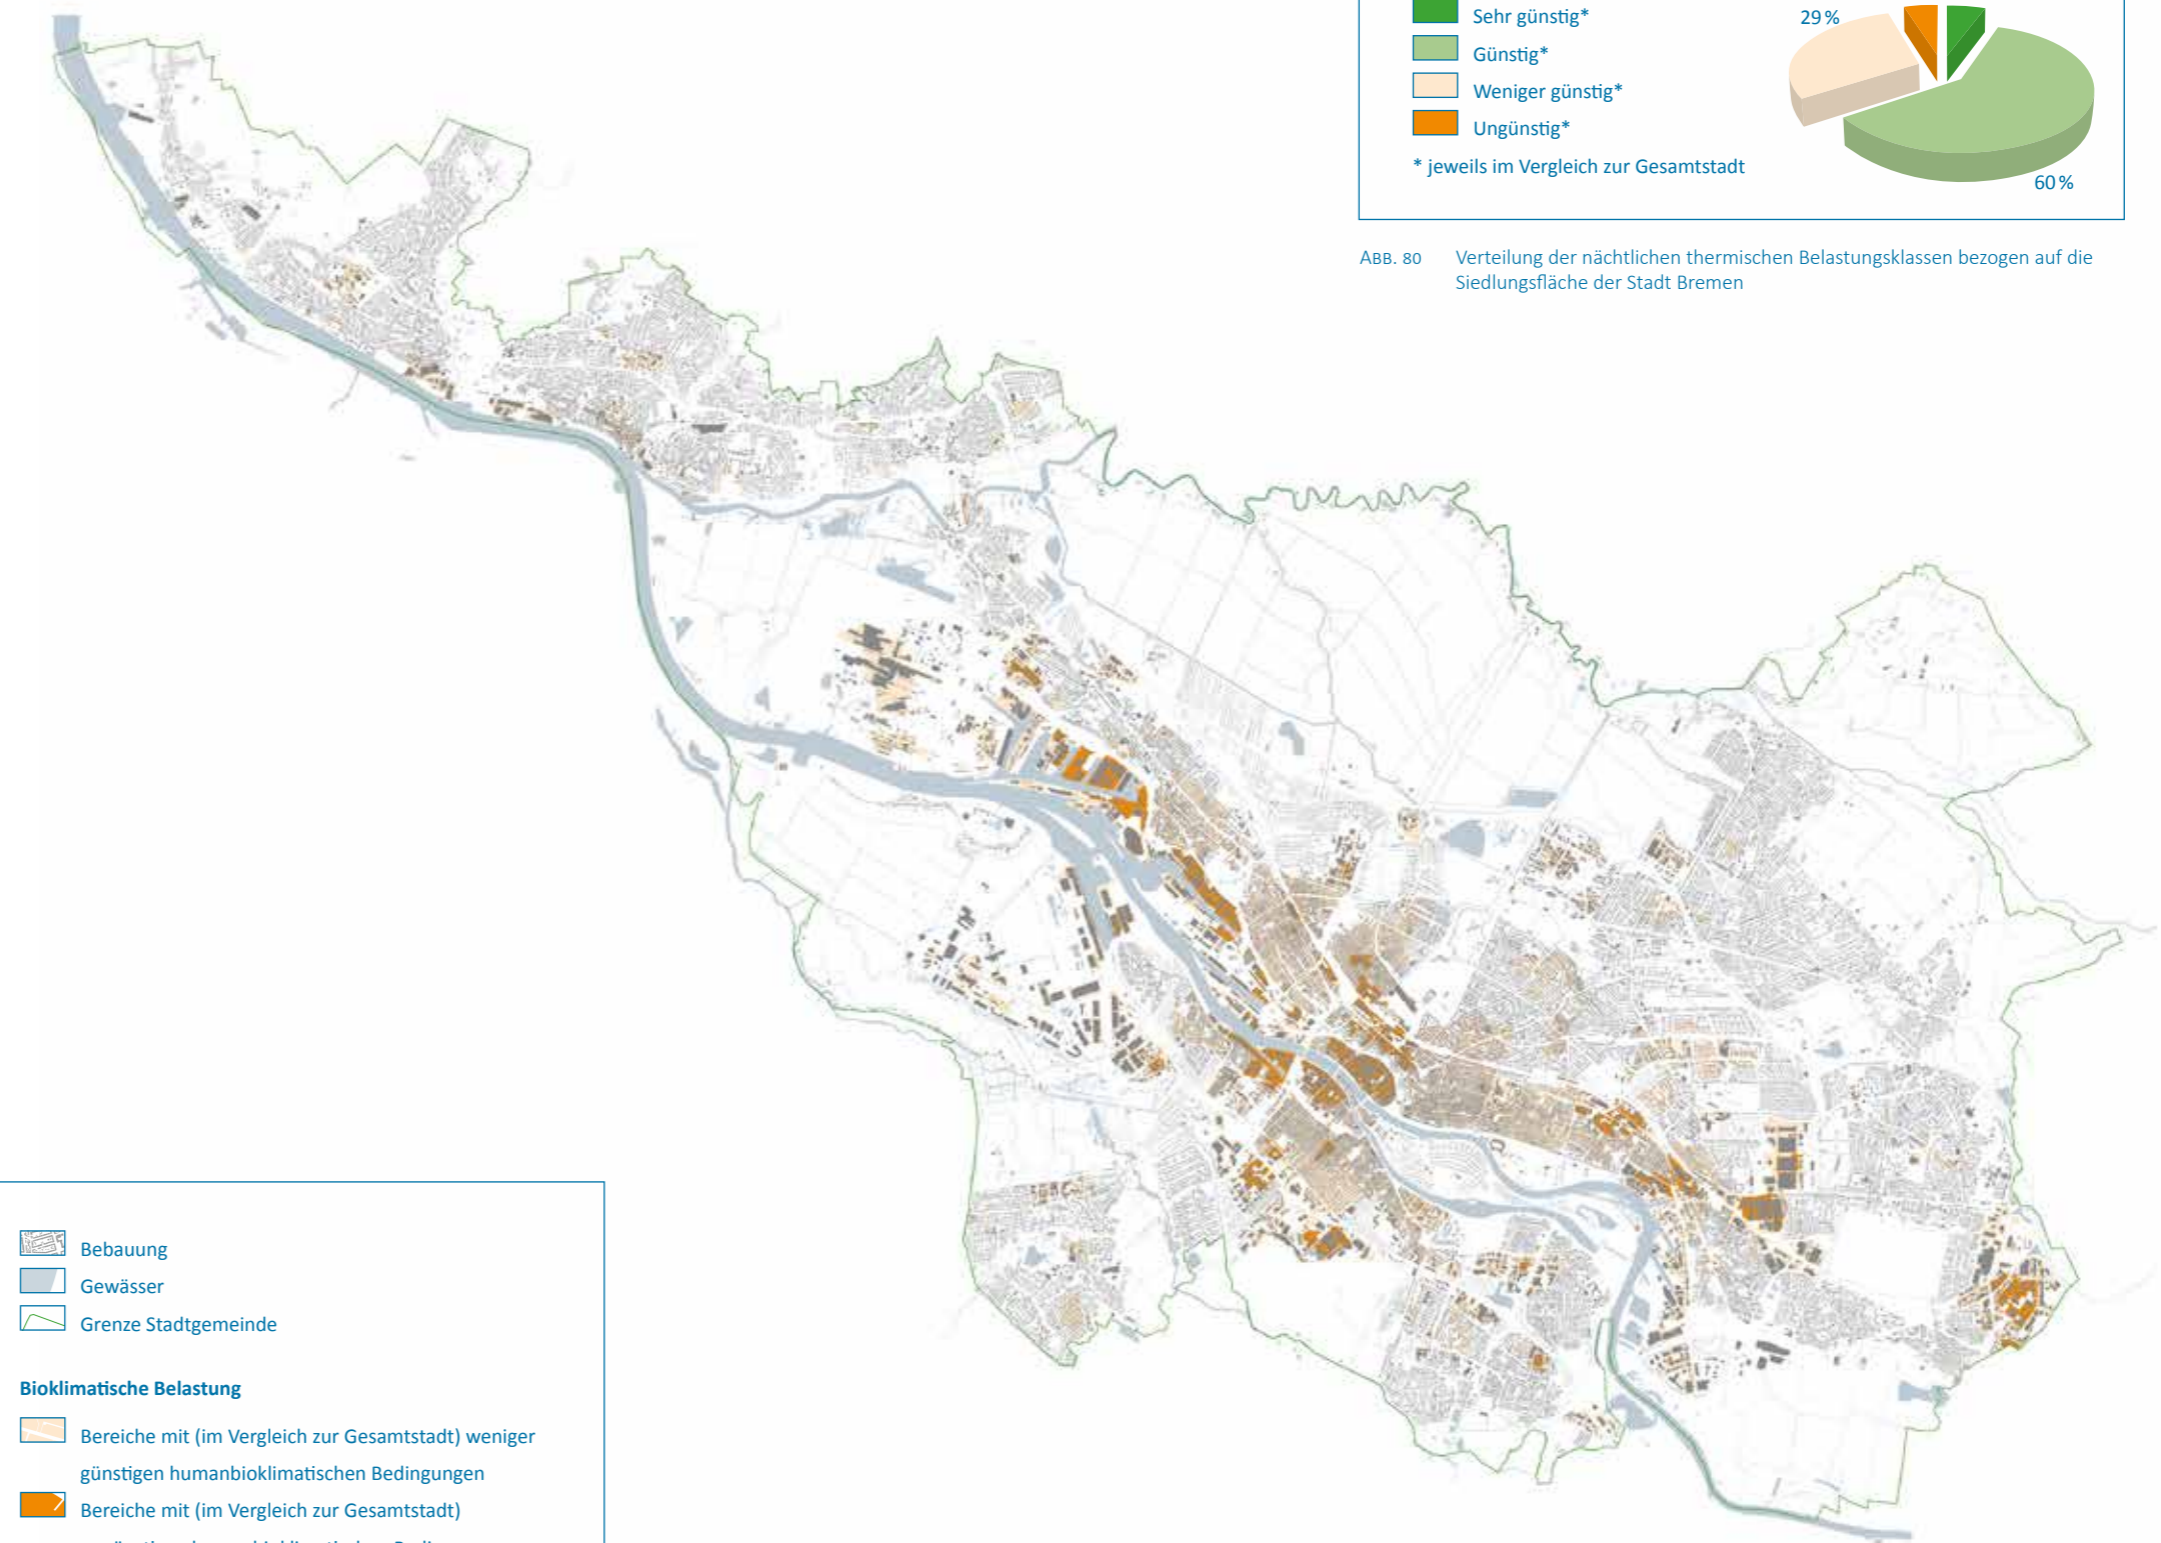 Sehr günstig*
Günstig*
Weniger günstig*
Ungünstig*
* jeweils im Vergleich zur Gesamtstadt
29 %
60 %
ABB. 80 Verteilung der nächtlichen thermischen Belastungsklassen bezogen auf die
Siedlungsfläche der Stadt Bremen
Bebauung
Gewässer
Grenze Stadtgemeinde
Bioklimatische Belastung
Bereiche mit (im Vergleich zur Gesamtstadt) weniger
günstigen humanbioklimatischen Bedingungen
Bereiche mit (im Vergleich zur Gesamtstadt)